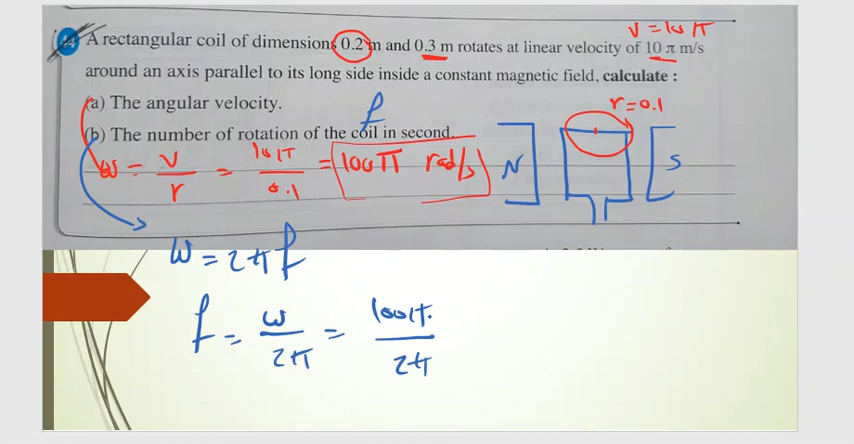 V = 10π
A rectangular coil of dimensions 0.2 m and 0.3 m rotates at linear velocity of 10 π m/s
around an axis parallel to its long side inside a constant magnetic field, calculate :
(a) The angular velocity.
f
r = 0.1
(b) The number of rotation of the coil in second.
ω = V/r = 10π/0.1 = 100π rad/s
N S
ω = 2πf
f = ω/2π = 100π/2π